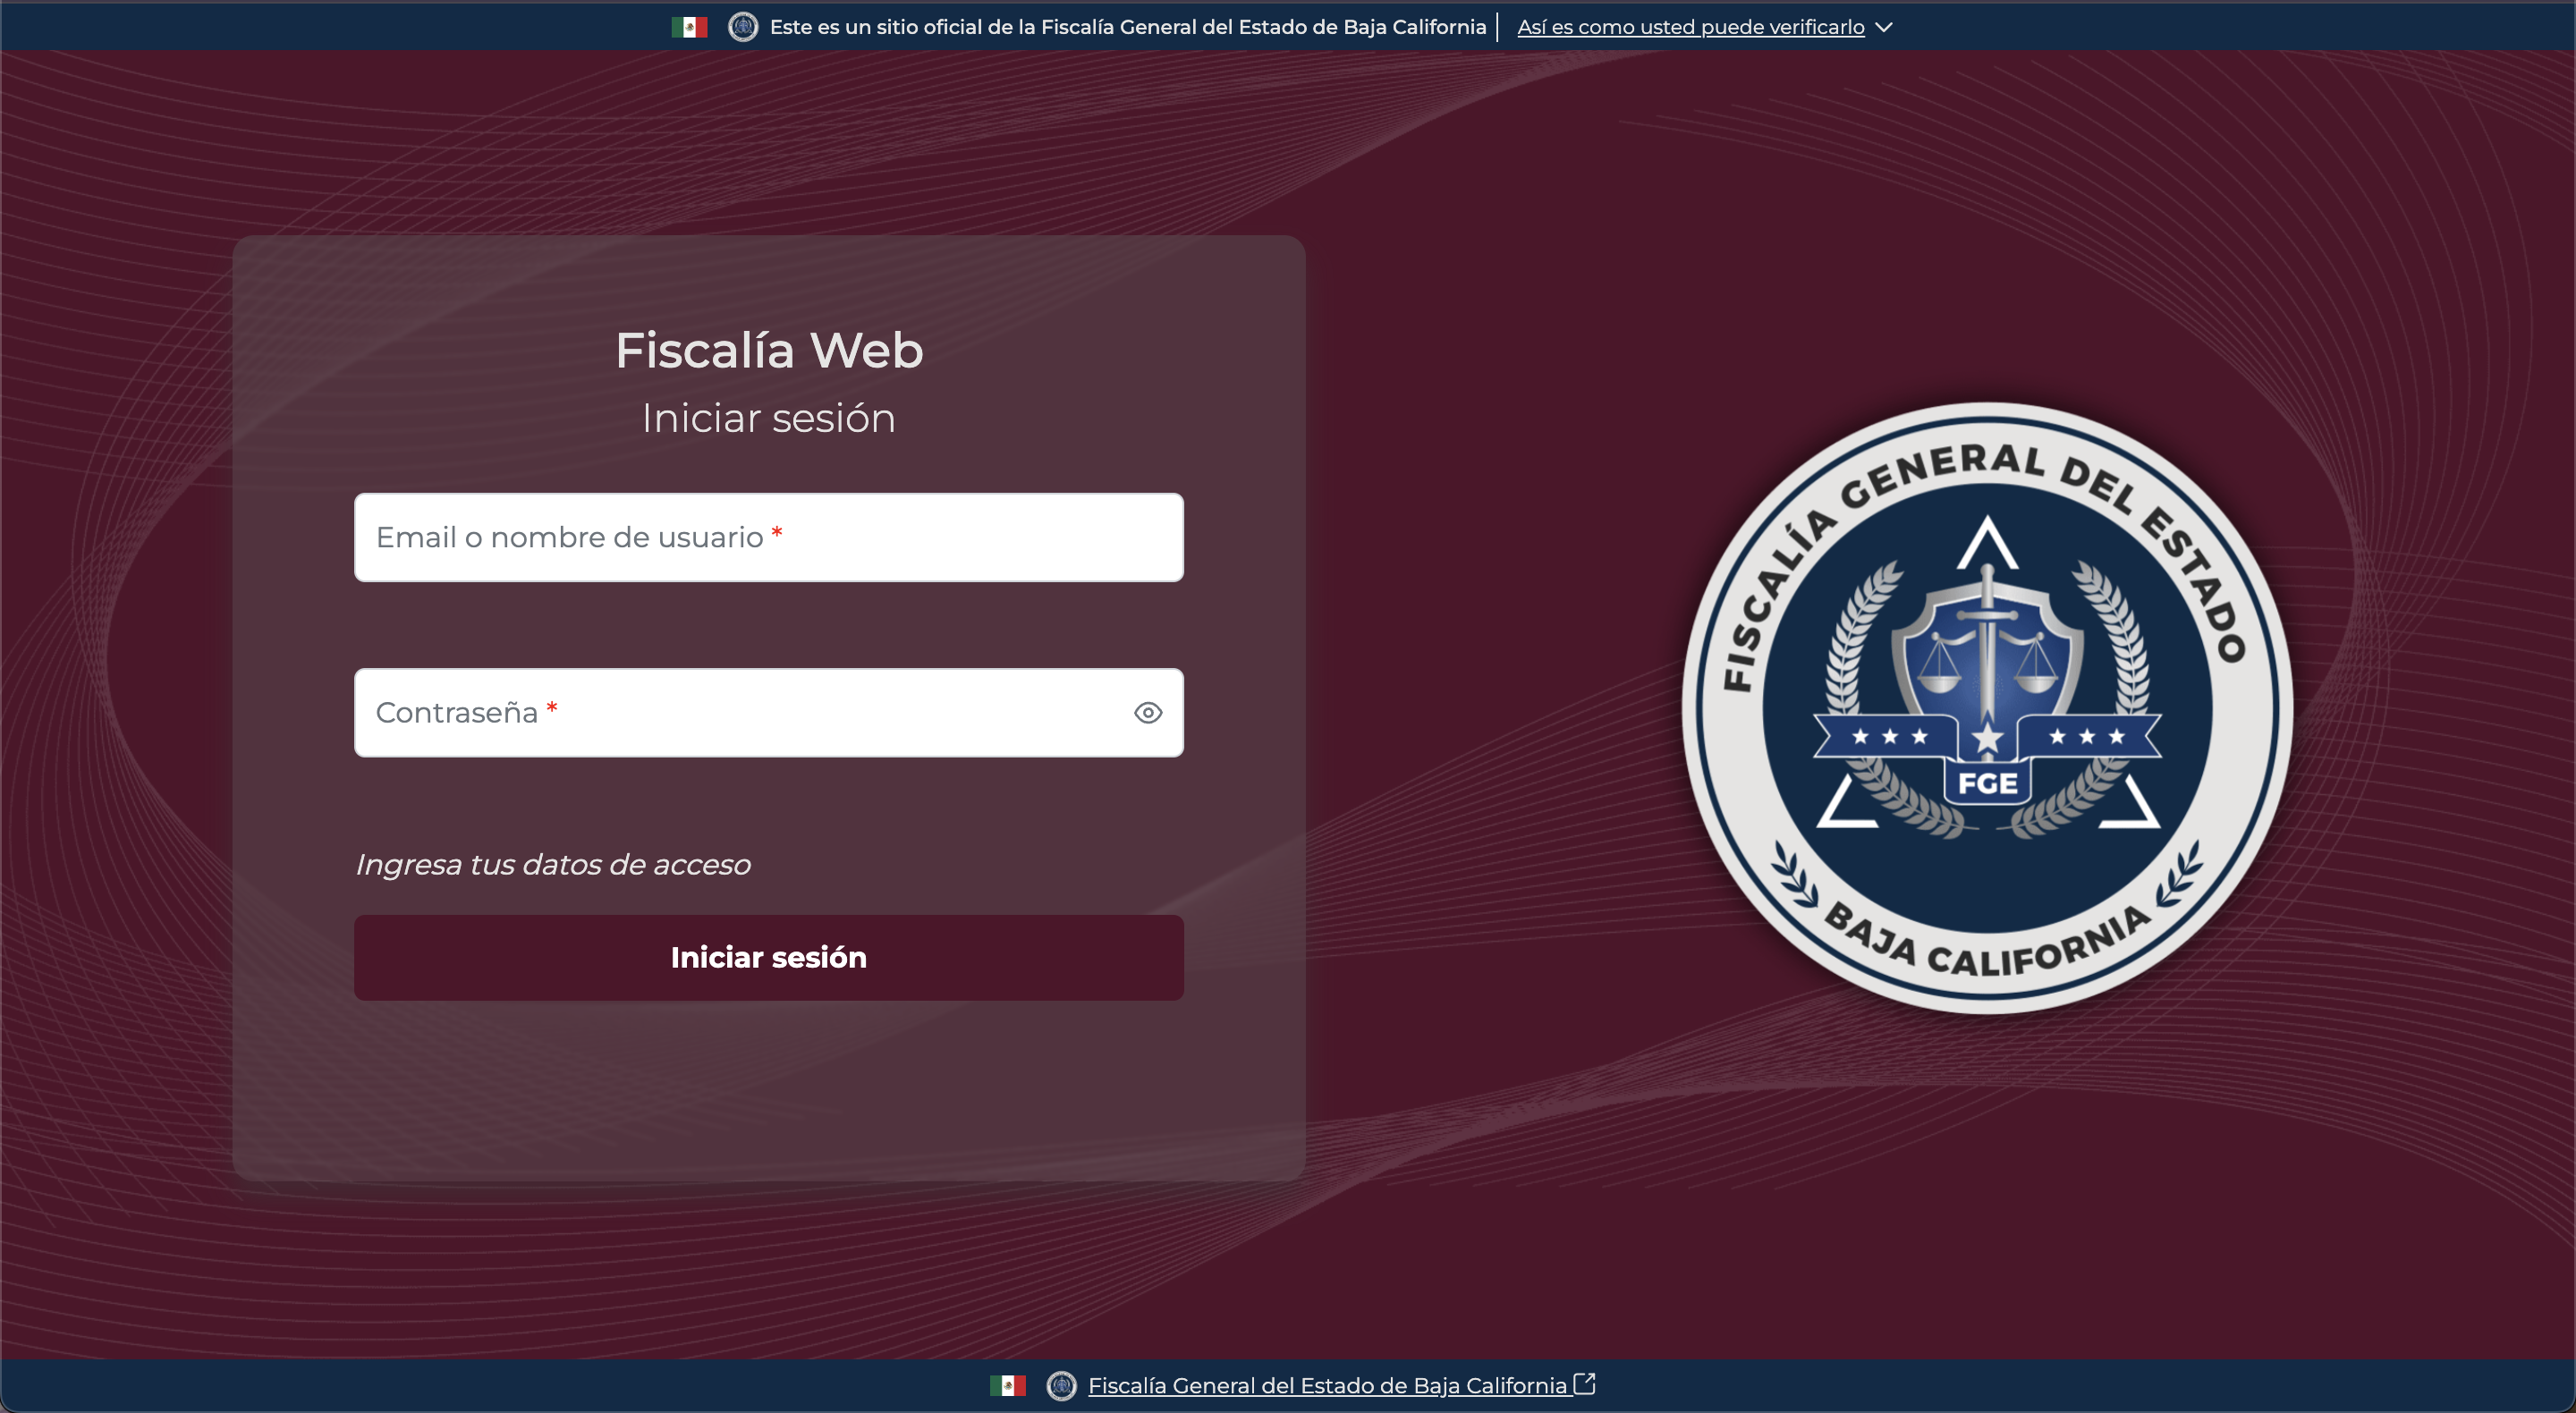 Este es un sitio oficial de la Fiscalía General del Estado de Baja California
Así es como usted puede verificarlo
Fiscalía Web
Iniciar sesión
Email o nombre de usuario *
Contraseña *
Ingresa tus datos de acceso
Iniciar sesión
FISCALÍA GENERAL DEL ESTADO
FGE
BAJA CALIFORNIA
Fiscalía General del Estado de Baja California